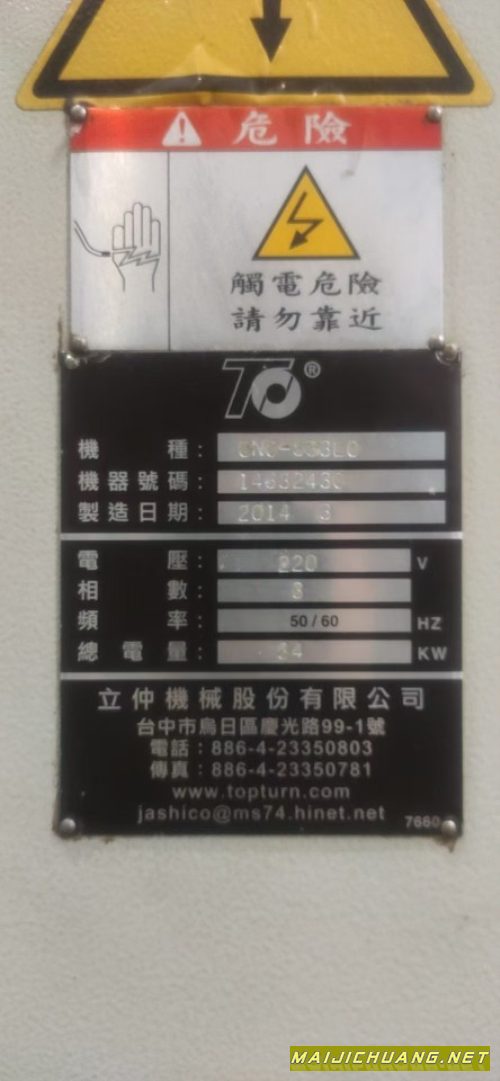 危險
觸電危險
請勿靠近
TO®
機種：
機器號碼：
製造日期：2014 3
電壓：220 V
相數：3
頻率：50/60 HZ
總電量：KW
立仲機械股份有限公司
台中市烏日區慶光路99-1號
電話：886-4-23350803
傳真：886-4-23350781
www.topturn.com
jashico@ms74.hinet.net
7660
MAIJICHUANG.NET